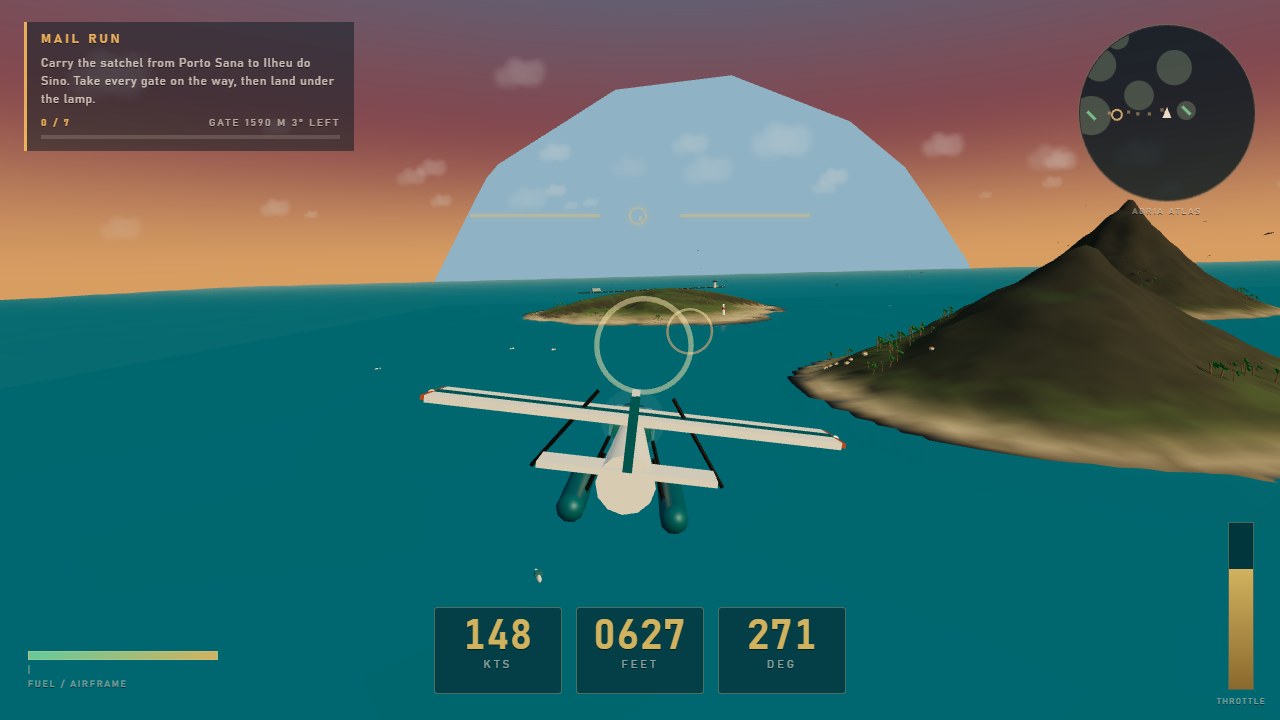 MAIL RUN
Carry the satchel from Porto Sana to Ilheu do
Sino. Take every gate on the way, then land under
the lamp.
0 / 7 GATE 1590 M 3° LEFT
ADRIA ATLAS
148 0627 271
KTS FEET DEG
FUEL / AIRFRAME
THROTTLE